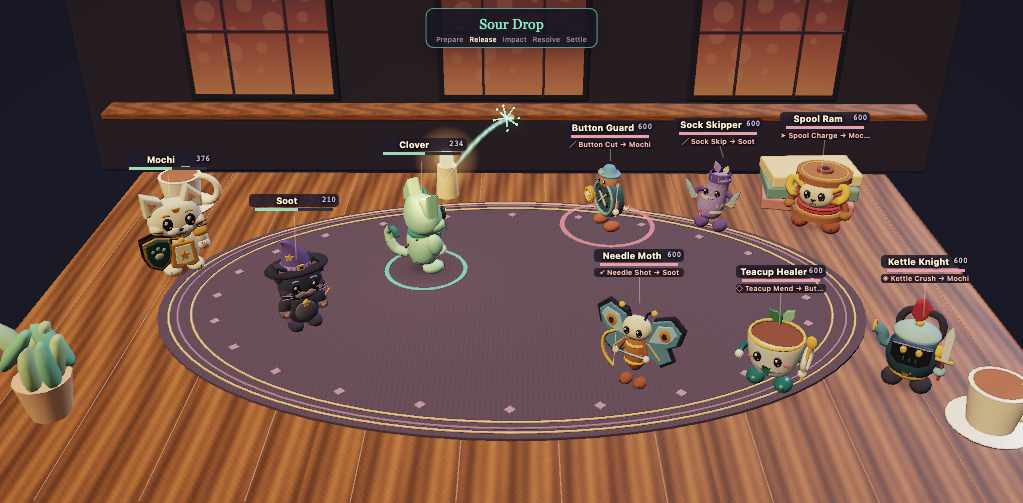 Sour Drop
Prepare Release Impact Resolve Settle
Spool Ram 600
Spool Charge → Moc...
Sock Skipper 600
Sock Skip → Soot
Button Guard 600
Button Cut → Mochi
Clover 234
Mochi 376
Soot 210
Needle Moth 600
Needle Shot → Soot
Teacup Healer 600
Teacup Mend → But...
Kettle Knight 600
Kettle Crush → Mochi